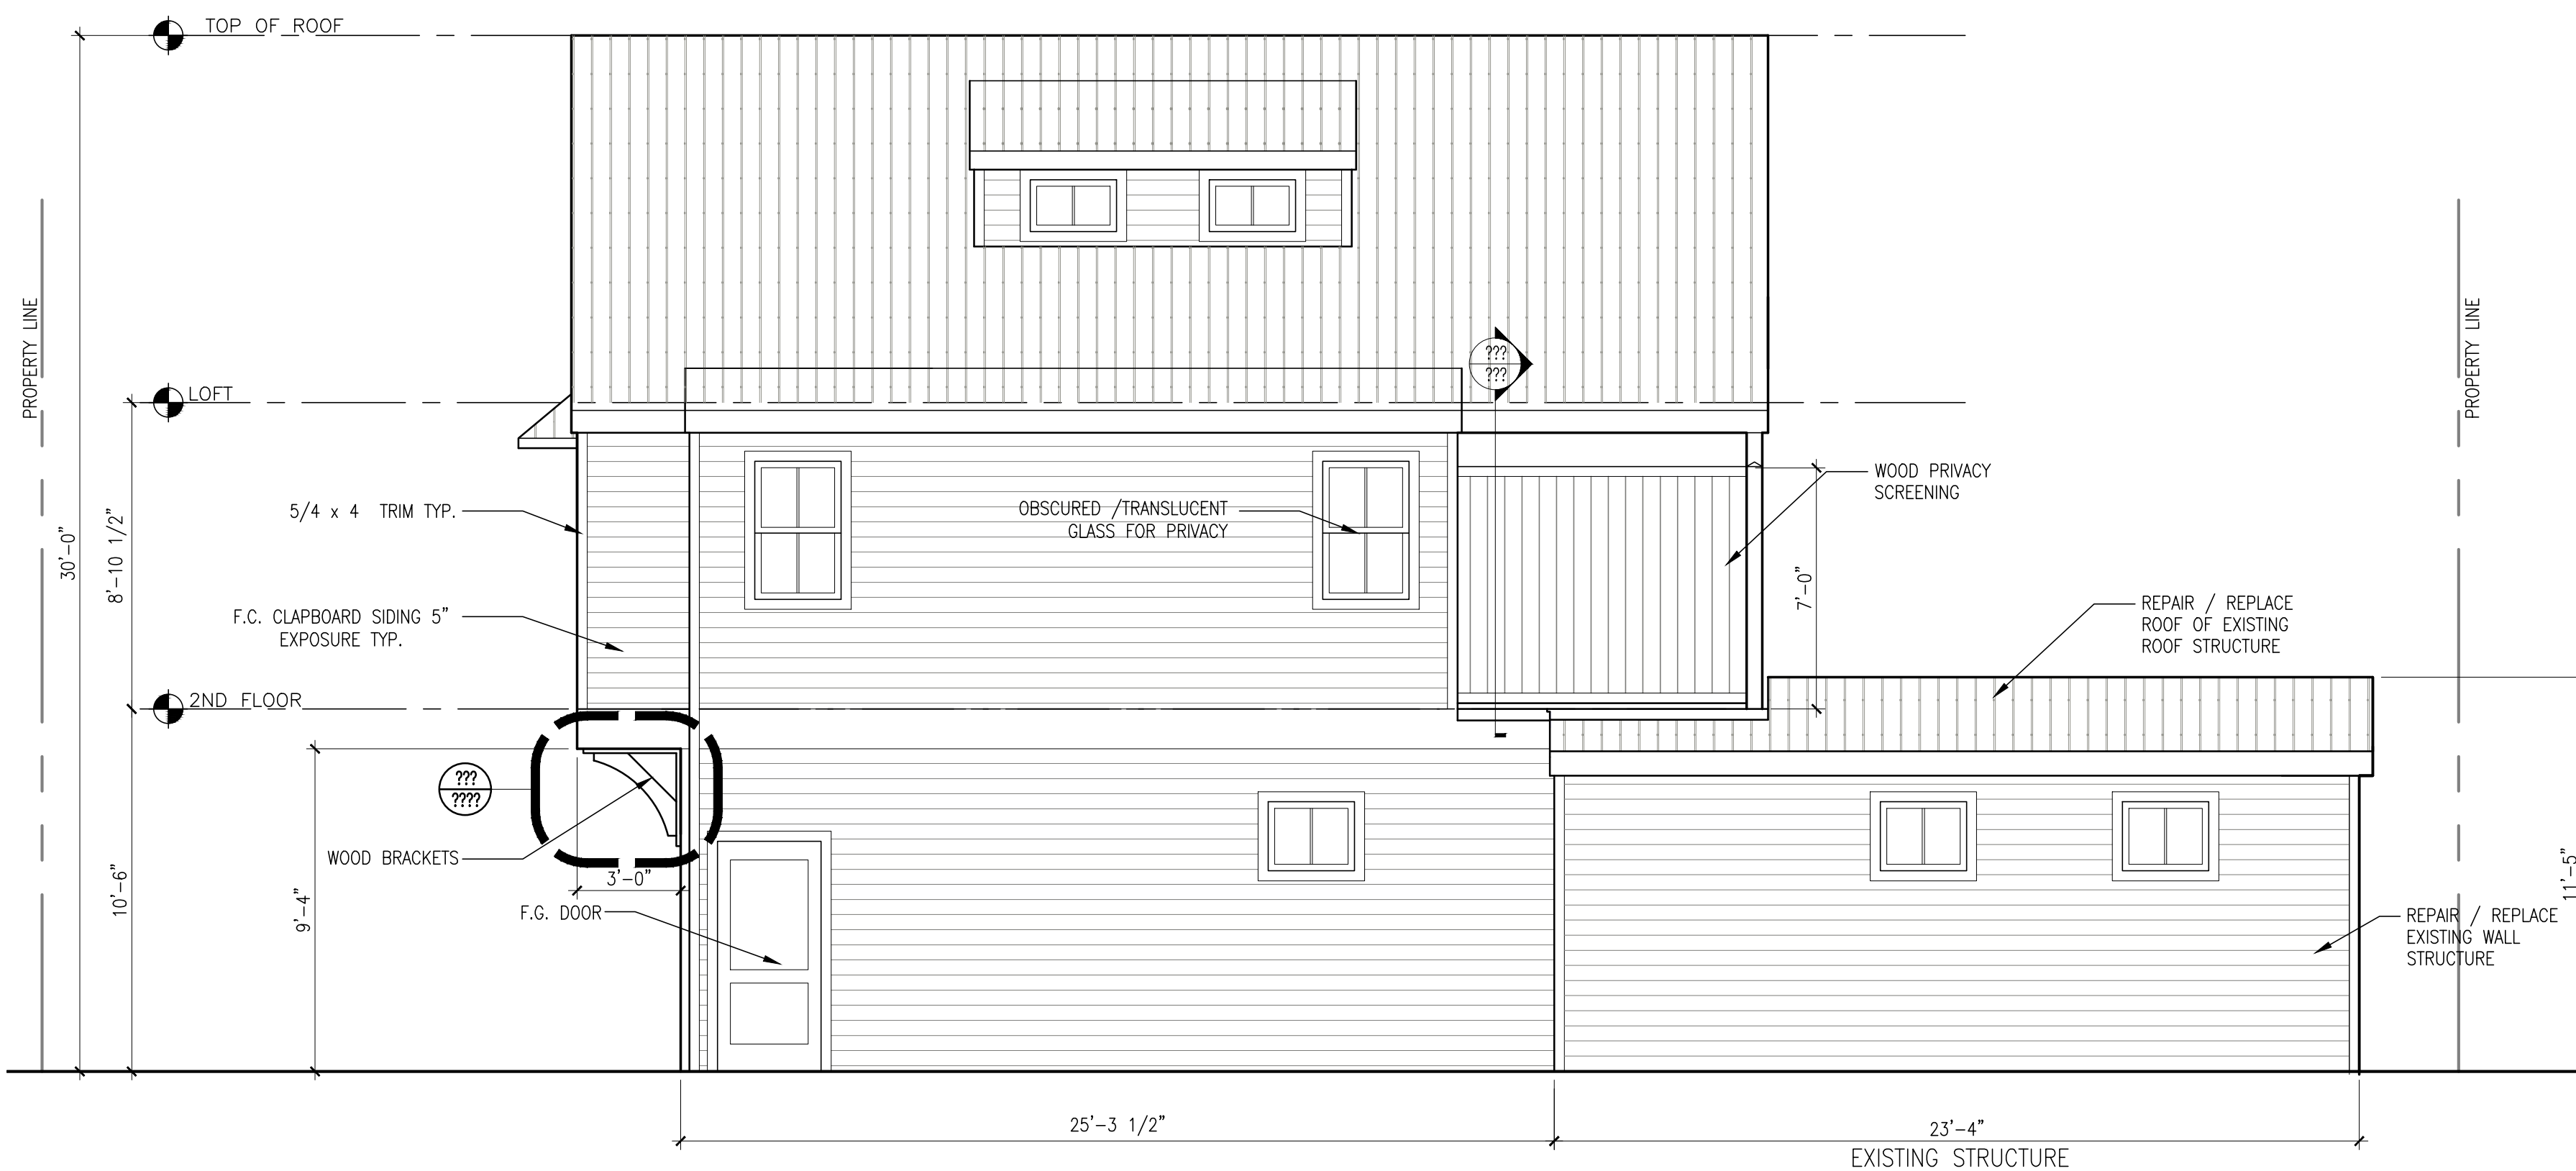 TOP OF ROOF
PROPERTY LINE
PROPERTY LINE
???
???
LOFT
30'-0"
8'-10 1/2"
5/4 x 4 TRIM TYP.
OBSCURED /TRANSLUCENT
GLASS FOR PRIVACY
WOOD PRIVACY
SCREENING
7'-0"
F.C. CLAPBOARD SIDING 5"
EXPOSURE TYP.
REPAIR / REPLACE
ROOF OF EXISTING
ROOF STRUCTURE
2ND FLOOR
???
????
WOOD BRACKETS
3'-0"
10'-6"
9'-4"
F.G. DOOR
11'-5"
REPAIR / REPLACE
EXISTING WALL
STRUCTURE
25'-3 1/2"
23'-4"
EXISTING STRUCTURE